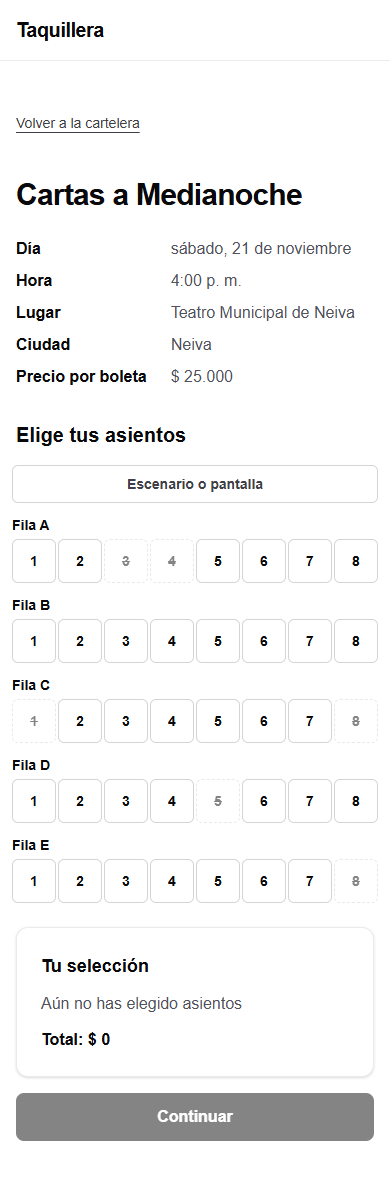 Taquillera
Volver a la cartelera
Cartas a Medianoche
Día sábado, 21 de noviembre
Hora 4:00 p. m.
Lugar Teatro Municipal de Neiva
Ciudad Neiva
Precio por boleta $ 25.000
Elige tus asientos
Escenario o pantalla
Fila A
1 2 3 4 5 6 7 8
Fila B
1 2 3 4 5 6 7 8
Fila C
1 2 3 4 5 6 7 8
Fila D
1 2 3 4 5 6 7 8
Fila E
1 2 3 4 5 6 7 8
Tu selección
Aún no has elegido asientos
Total: $ 0
Continuar